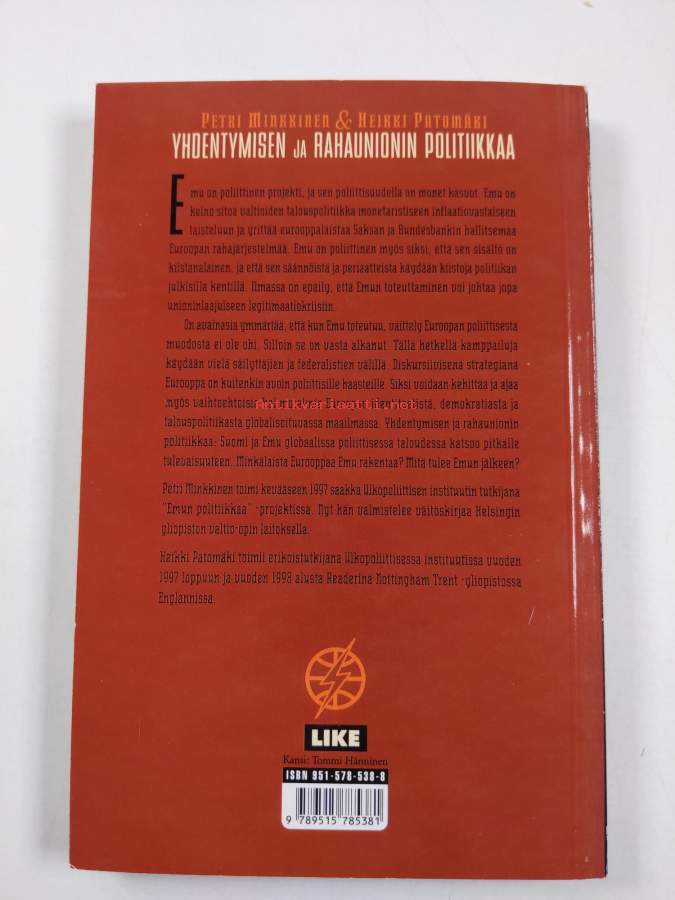 PETRI MINKKINEN & HEIKKI PATOMÄKI
YHDENTYMISEN JA RAHAUNIONIN POLITIIKKAA
Emu on poliittinen projekti, ja sen poliittisuudella on monet kasvot. Emu on
keino sitoa valtioiden talouspolitiikka monetaristiseen inflaatiovastaiseen
taisteluun ja yrittää eurooppalaistaa Saksan ja Bundesbankin hallitsemaa
Euroopan rahajärjestelmää. Emu on poliittinen myös siksi, että sen sisältö on
kiistanalainen, ja että sen säännöistä ja periaatteista käydään kiistoja politiikan
julkisilla kentillä. Ilmassa on epäily, että Emun toteuttaminen voi johtaa jopa
unioninlaajuiseen legitimaatiokriisiin.
On avainasia ymmärtää, että kun Emu toteutuu, väittely Euroopan poliittisesta
muodosta ei ole ohi. Silloin se on vasta alkanut. Tällä hetkellä kamppailuja
käydään vielä säilyttäjien ja federalistien välillä. Diskursiivisena strategiana
Eurooppa on kuitenkin avoin poliittisille haasteille. Siksi voidaan kehittää ja ajaa
myös vaihtoehtoisia Euroopan identiteetistä, demokratiasta ja
talouspolitiikasta globalisoituvassa maailmassa. Yhdentymisen ja rahaunionin
politiikkaa: Suomi ja Emu globaalissa poliittisessa taloudessa katsoo pitkälle
tulevaisuuteen. Minkälaista Eurooppaa Emu rakentaa? Mitä tulee Emun jälkeen?
Petri Minkkinen toimi kevääseen 1997 saakka Ulkopoliittisen instituutin tutkijana
"Emun politiikkaa" -projektissa. Nyt hän valmistelee väitöskirjaa Helsingin
yliopiston valtio-opin laitoksella.
Heikki Patomäki toimii erikoistutkijana Ulkopoliittisessa instituutissa vuoden
1997 loppuun ja vuoden 1998 alusta Readerinä Nottingham Trent -yliopistossa
Englannissa.
LIKE
Kansi: Tommi Hänninen
ISBN 951-578-538-8
9 789515 785381